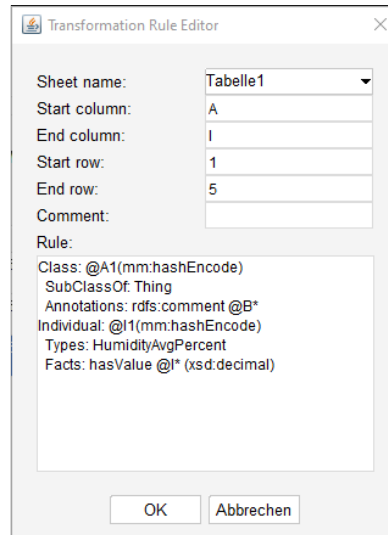 Transformation Rule Editor
Sheet name: Tabelle1
Start column: A
End column: I
Start row: 1
End row: 5
Comment:
Rule:
Class: @A1(mm:hashEncode)
SubClassOf: Thing
Annotations: rdfs:comment @B*
Individual: @I1(mm:hashEncode)
Types: HumidityAvgPercent
Facts: hasValue @I* (xsd:decimal)
OK Abbrechen